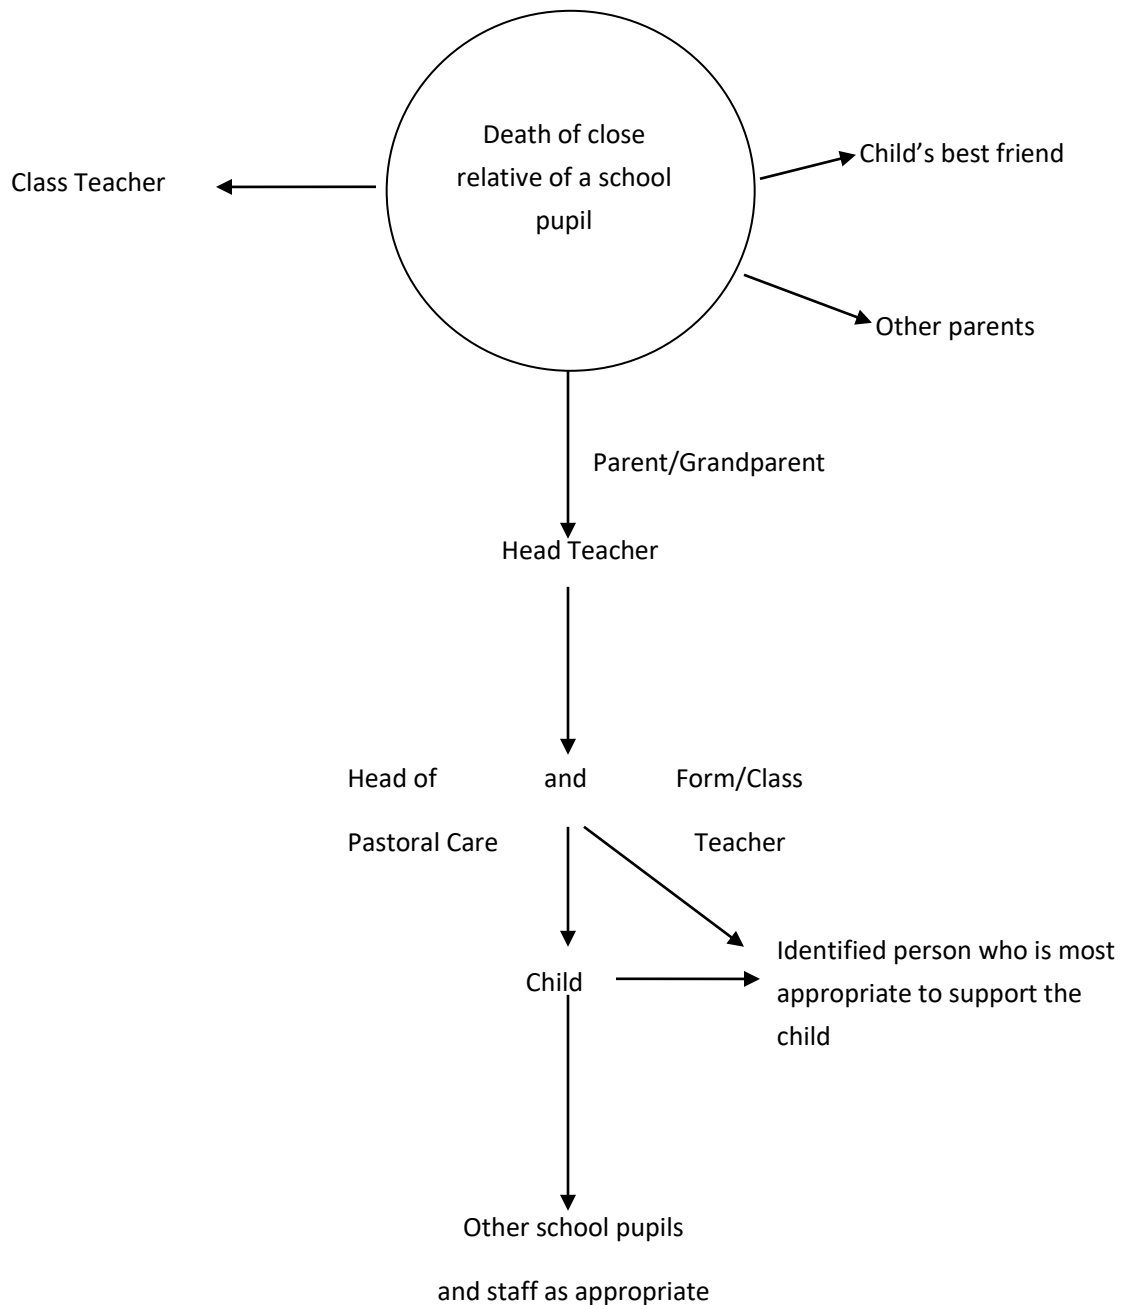 Death of close
relative of a school
pupil
Class Teacher
Child’s best friend
Other parents
Parent/Grandparent
Head Teacher
Head of and Form/Class
Pastoral Care Teacher
Identified person who is most
appropriate to support the
child
Child
Other school pupils
and staff as appropriate